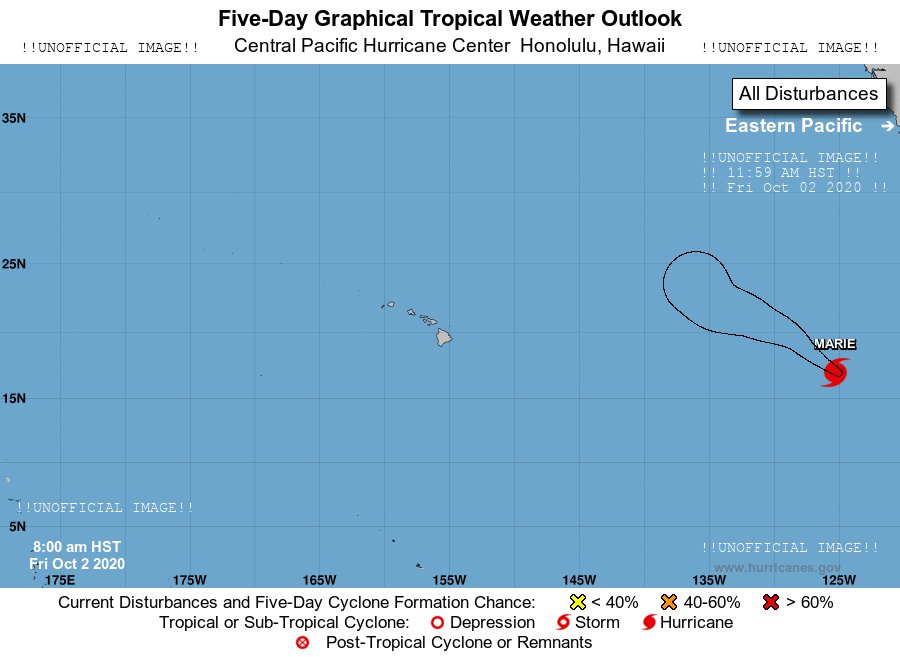 Five-Day Graphical Tropical Weather Outlook
!!UNOFFICIAL IMAGE!! Central Pacific Hurricane Center Honolulu, Hawaii !!UNOFFICIAL IMAGE!!
All Disturbances
35N
Eastern Pacific ➔
!!UNOFFICIAL IMAGE!!
!! 11:59 AM HST !!
!! Fri Oct 02 2020 !!
25N
MARIE
15N
!!UNOFFICIAL IMAGE!!
5N
8:00 am HST
Fri Oct 2 2020
!!UNOFFICIAL IMAGE!!
www.hurricanes.gov
175E 175W 165W 155W 145W 135W 125W
Current Disturbances and Five-Day Cyclone Formation Chance: < 40% 40-60% > 60%
Tropical or Sub-Tropical Cyclone: Depression Storm Hurricane
Post-Tropical Cyclone or Remnants